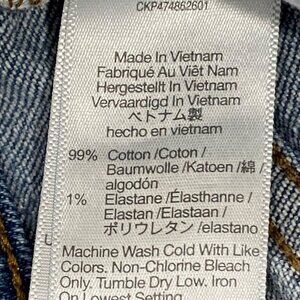 CKP474862601
Made In Vietnam
Fabriqué Au Viêt Nam
Hergestellt In Vietnam
Vervaardigd In Vietnam
ベトナム製
hecho en vietnam
99% Cotton /Coton /
Baumwolle /Katoen /綿 /
algodón
1% Elastane /Élasthanne /
Elastan /Elastaan /
ポリウレタン /elastano
Machine Wash Cold With Like
Colors. Non-Chlorine Bleach
Only. Tumble Dry Low. Iron
On Lowest Setting